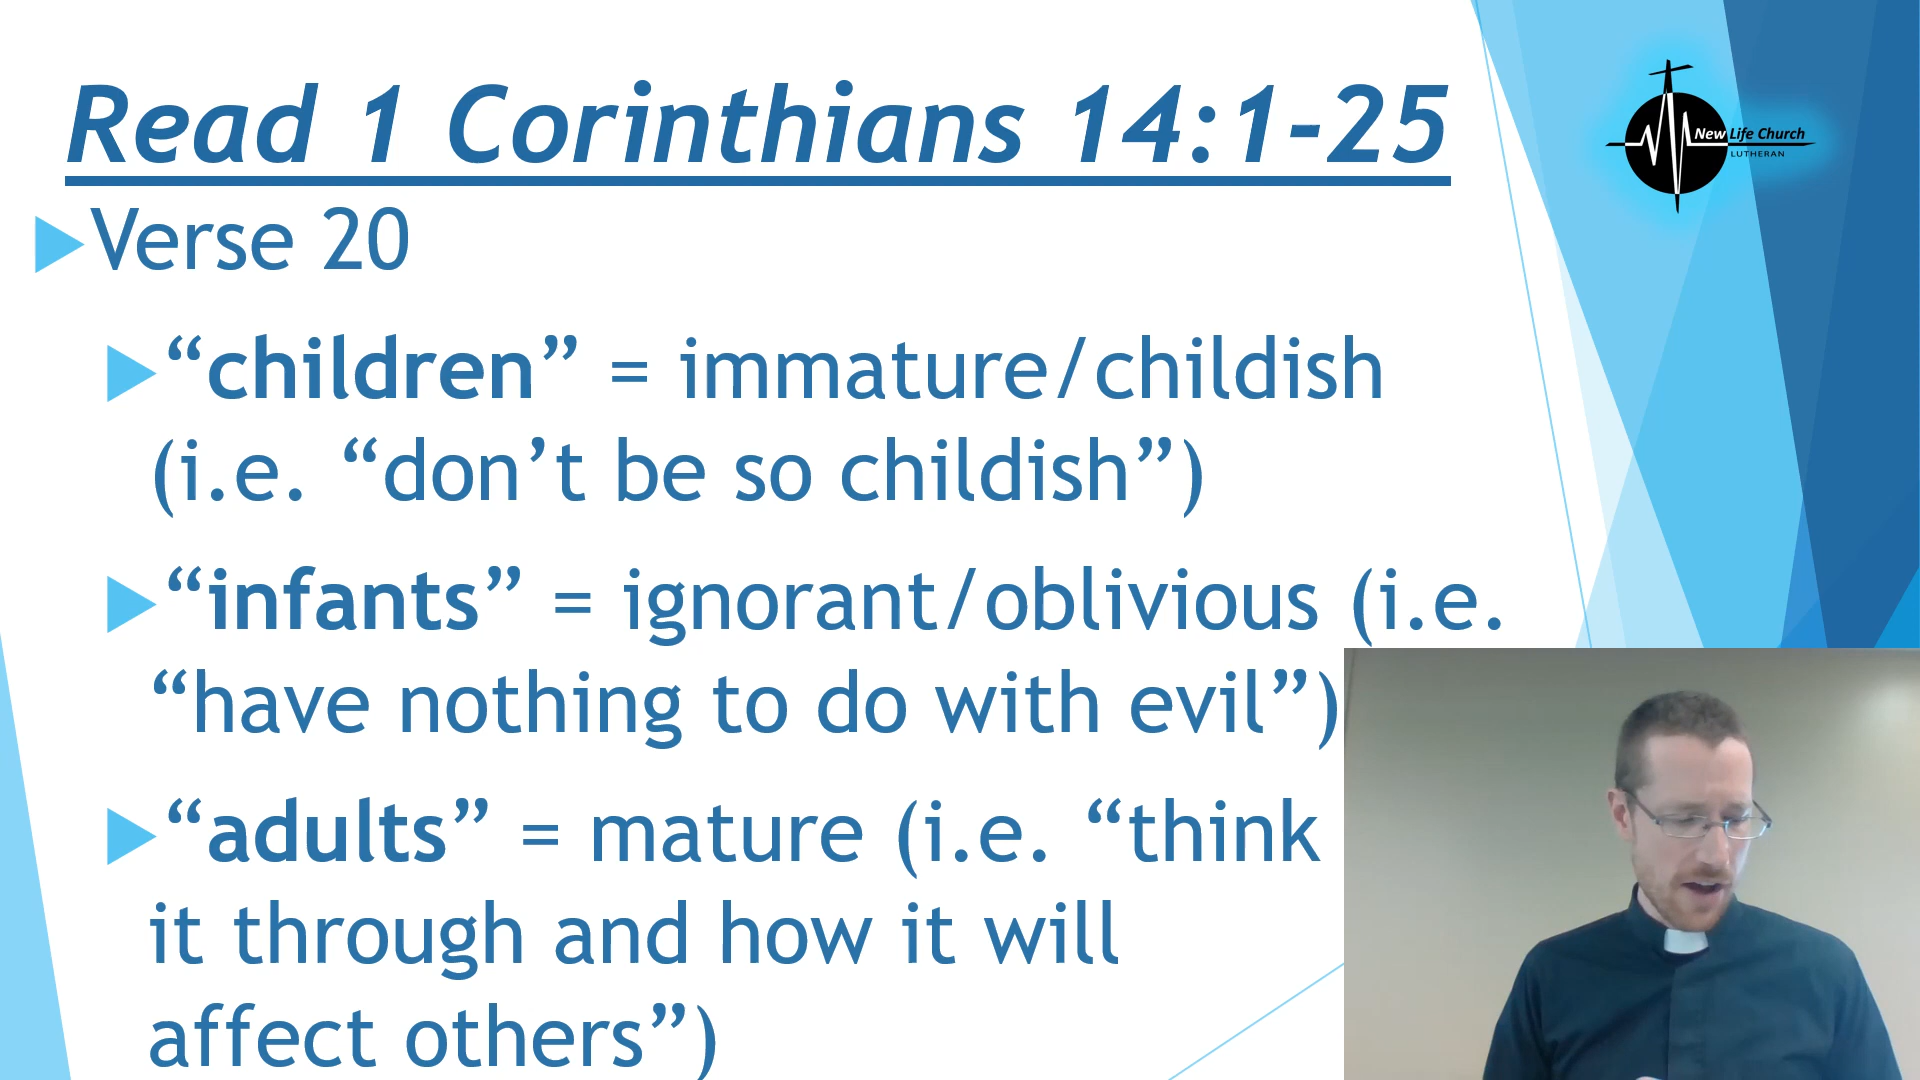 Read 1 Corinthians 14:1-25
New Life Church
LUTHERAN
Verse 20
“children” = immature/childish
(i.e. “don’t be so childish”)
“infants” = ignorant/oblivious (i.e.
“have nothing to do with evil”)
“adults” = mature (i.e. “think
it through and how it will
affect others”)